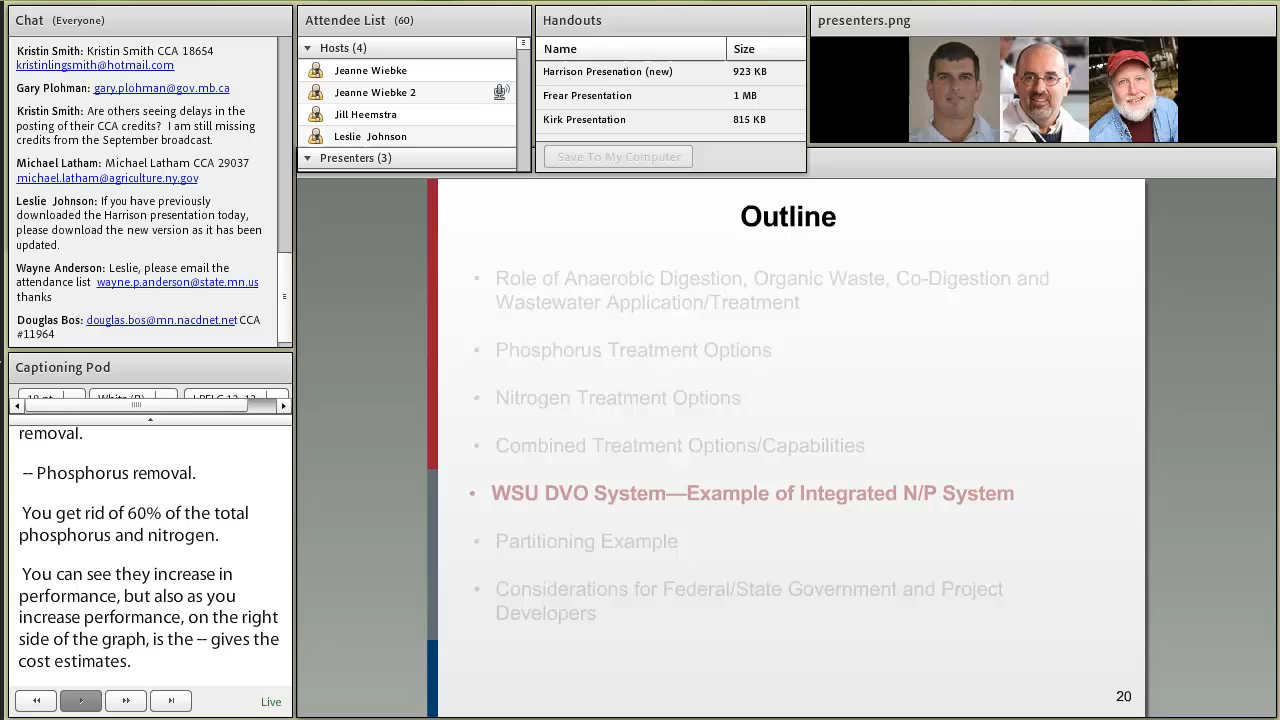 Chat (Everyone)
Kristin Smith: Kristin Smith CCA 18654
kristinlingsmith@hotmail.com
Gary Plohman: gary.plohman@gov.mb.ca
Kristin Smith: Are others seeing delays in the
posting of their CCA credits? I am still missing
credits from the September broadcast.
Michael Latham: Michael Latham CCA 29037
michael.latham@agriculture.ny.gov
Leslie Johnson: If you have previously
downloaded the Harrison presentation today,
please download the new version as it has been
updated.
Wayne Anderson: Leslie, please email the
attendance list wayne.p.anderson@state.mn.us
thanks
Douglas Bos: douglas.bos@mn.nacdnet.net CCA
#11964
Captioning Pod
removal.
-- Phosphorus removal.
You get rid of 60% of the total
phosphorus and nitrogen.
You can see they increase in
performance, but also as you
increase performance, on the right
side of the graph, is the -- gives the
cost estimates.
Live
Attendee List (60)
Hosts (4)
Jeanne Wiebke
Jeanne Wiebke 2
Jill Heemstra
Leslie Johnson
Presenters (3)
Handouts
Name Size
Harrison Presenation (new) 923 KB
Frear Presentation 1 MB
Kirk Presentation 815 KB
Save To My Computer
presenters.png
Outline
• Role of Anaerobic Digestion, Organic Waste, Co-Digestion and
Wastewater Application/Treatment
• Phosphorus Treatment Options
• Nitrogen Treatment Options
• Combined Treatment Options/Capabilities
• WSU DVO System—Example of Integrated N/P System
• Partitioning Example
• Considerations for Federal/State Government and Project
Developers
20